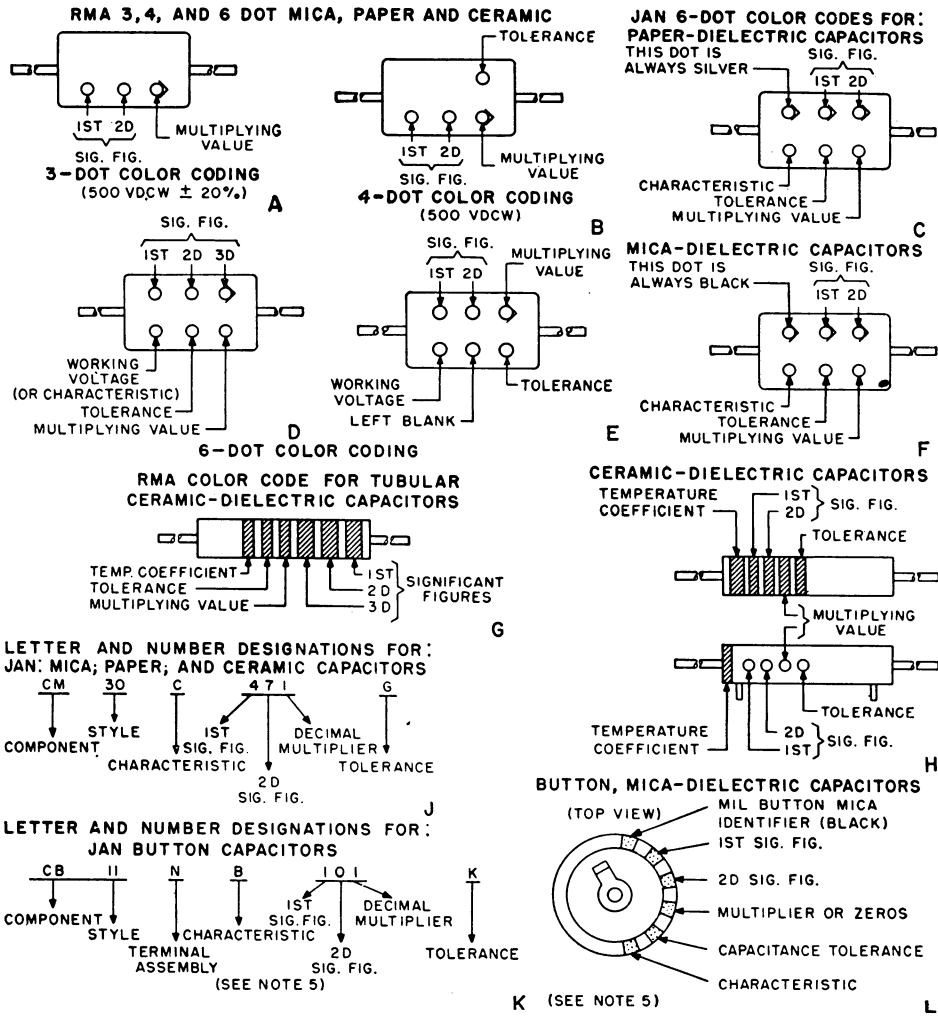 RMA 3,4, AND 6 DOT MICA, PAPER AND CERAMIC
TOLERANCE
1ST 2D
MULTIPLYING
VALUE
SIG. FIG.
3-DOT COLOR CODING
(500 VDCW ± 20%)
A
1ST 2D
MULTIPLYING
VALUE
SIG. FIG.
4-DOT COLOR CODING
(500 VDCW)
B
JAN 6-DOT COLOR CODES FOR:
PAPER-DIELECTRIC CAPACITORS
THIS DOT IS
ALWAYS SILVER
SIG. FIG.
1ST 2D
CHARACTERISTIC
TOLERANCE
MULTIPLYING VALUE
C
SIG. FIG.
1ST 2D 3D
WORKING
VOLTAGE
(OR CHARACTERISTIC)
TOLERANCE
MULTIPLYING VALUE
D
SIG. FIG.
1ST 2D
MULTIPLYING
VALUE
WORKING
VOLTAGE
LEFT BLANK
TOLERANCE
E
6-DOT COLOR CODING
MICA-DIELECTRIC CAPACITORS
THIS DOT IS
ALWAYS BLACK
SIG. FIG.
1ST 2D
CHARACTERISTIC
TOLERANCE
MULTIPLYING VALUE
F
RMA COLOR CODE FOR TUBULAR
CERAMIC-DIELECTRIC CAPACITORS
TEMP. COEFFICIENT
TOLERANCE
MULTIPLYING VALUE
1ST
2D
3D
SIGNIFICANT
FIGURES
G
CERAMIC-DIELECTRIC CAPACITORS
TEMPERATURE
COEFFICIENT
1ST
2D
SIG. FIG.
TOLERANCE
MULTIPLYING
VALUE
TOLERANCE
TEMPERATURE
COEFFICIENT
2D
1ST
SIG. FIG.
H
LETTER AND NUMBER DESIGNATIONS FOR:
JAN: MICA; PAPER; AND CERAMIC CAPACITORS
CM 30 C 471 G
COMPONENT
STYLE
CHARACTERISTIC
1ST
SIG. FIG.
2D
SIG. FIG.
DECIMAL
MULTIPLIER
TOLERANCE
J
LETTER AND NUMBER DESIGNATIONS FOR:
JAN BUTTON CAPACITORS
CB 11 N B 101 K
COMPONENT
STYLE
TERMINAL
ASSEMBLY
CHARACTERISTIC
(SEE NOTE 5)
1ST
SIG. FIG.
2D
SIG. FIG.
DECIMAL
MULTIPLIER
TOLERANCE
K
BUTTON, MICA-DIELECTRIC CAPACITORS
(TOP VIEW)
MIL BUTTON MICA
IDENTIFIER (BLACK)
1ST SIG. FIG.
2D SIG. FIG.
MULTIPLIER OR ZEROS
CAPACITANCE TOLERANCE
CHARACTERISTIC
(SEE NOTE 5)
L